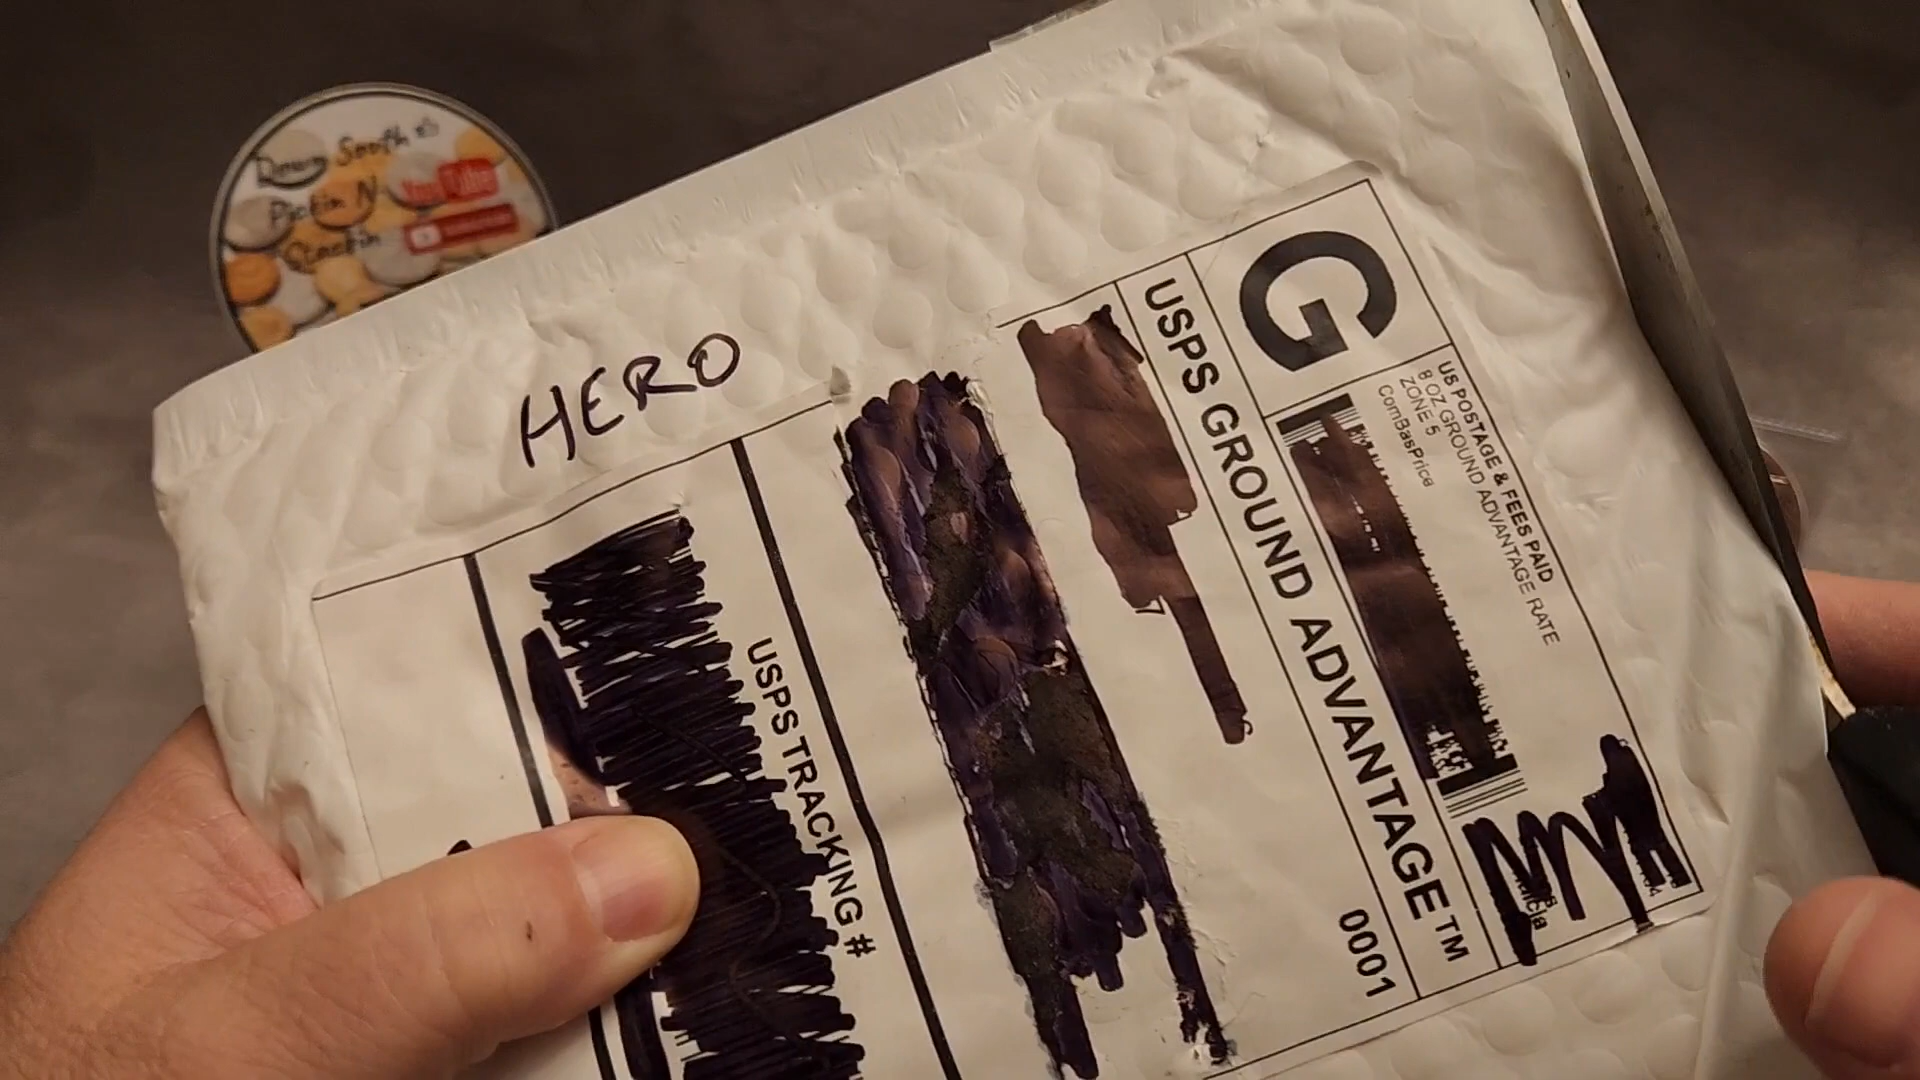 Down South's
Pickin N
Stackin
YouTube
HERO
G
US POSTAGE & FEES PAID
8 OZ GROUND ADVANTAGE RATE
ZONE 5
ComBasPrice
USPS GROUND ADVANTAGE™
0001
USPS TRACKING #